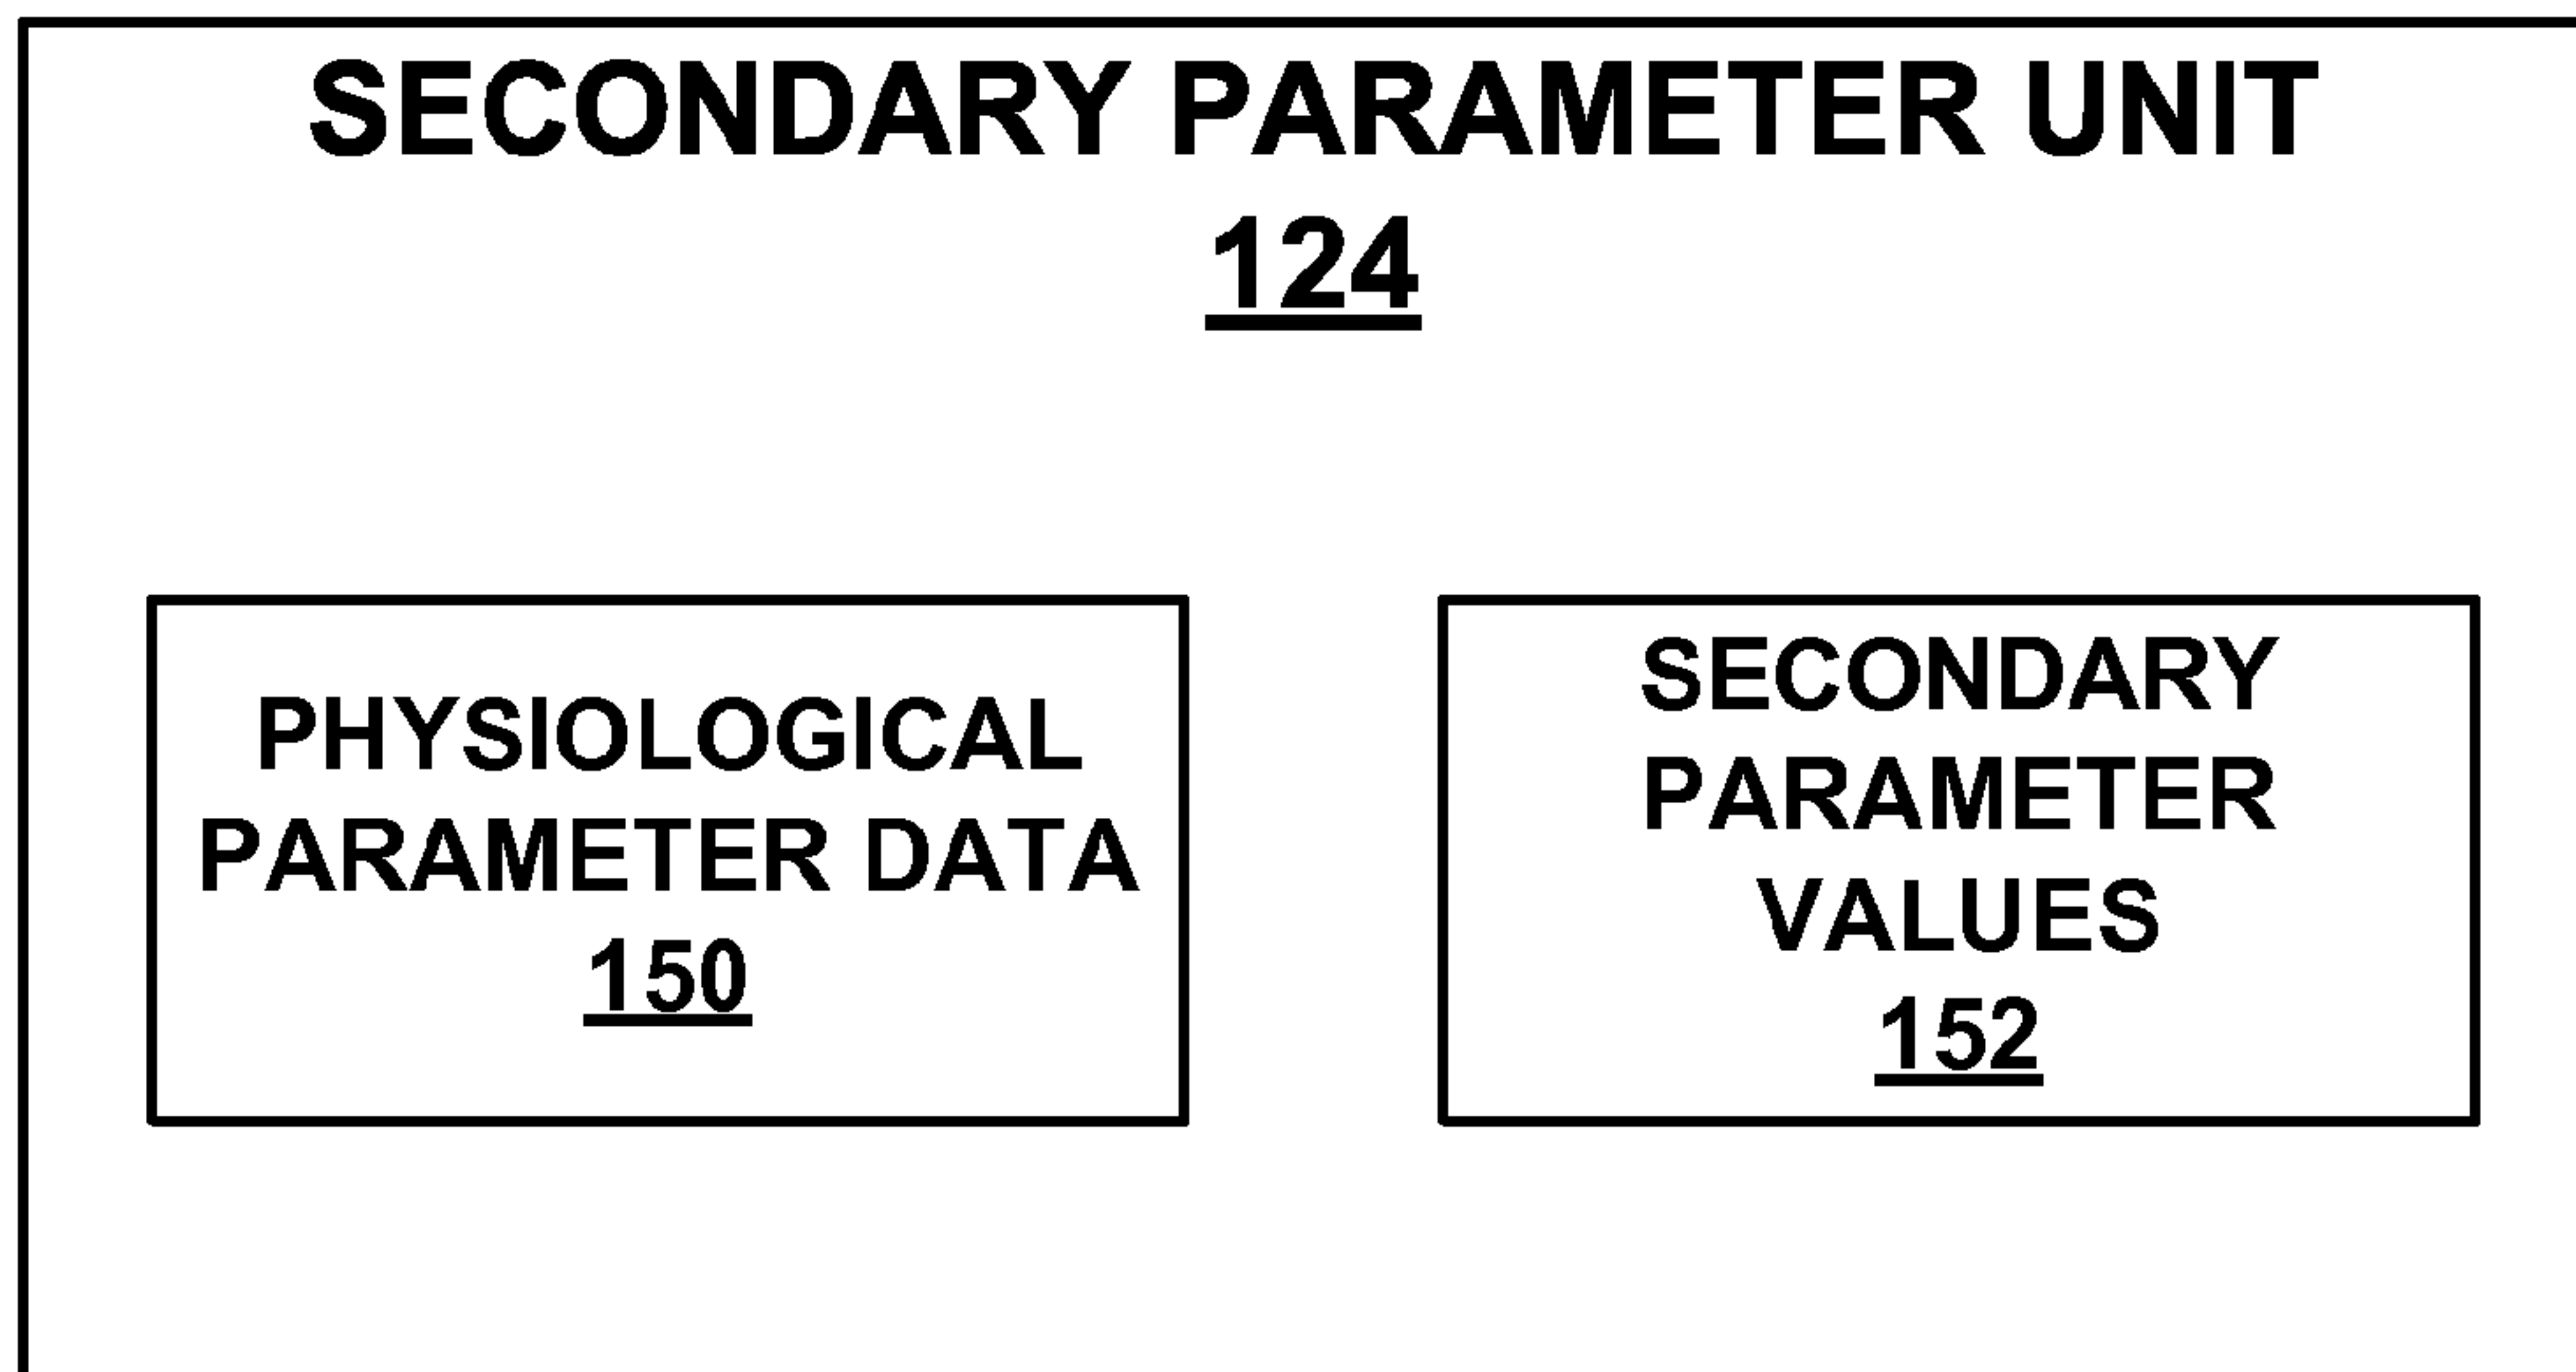 SECONDARY PARAMETER UNIT
124
PHYSIOLOGICAL
PARAMETER DATA
150
SECONDARY
PARAMETER
VALUES
152